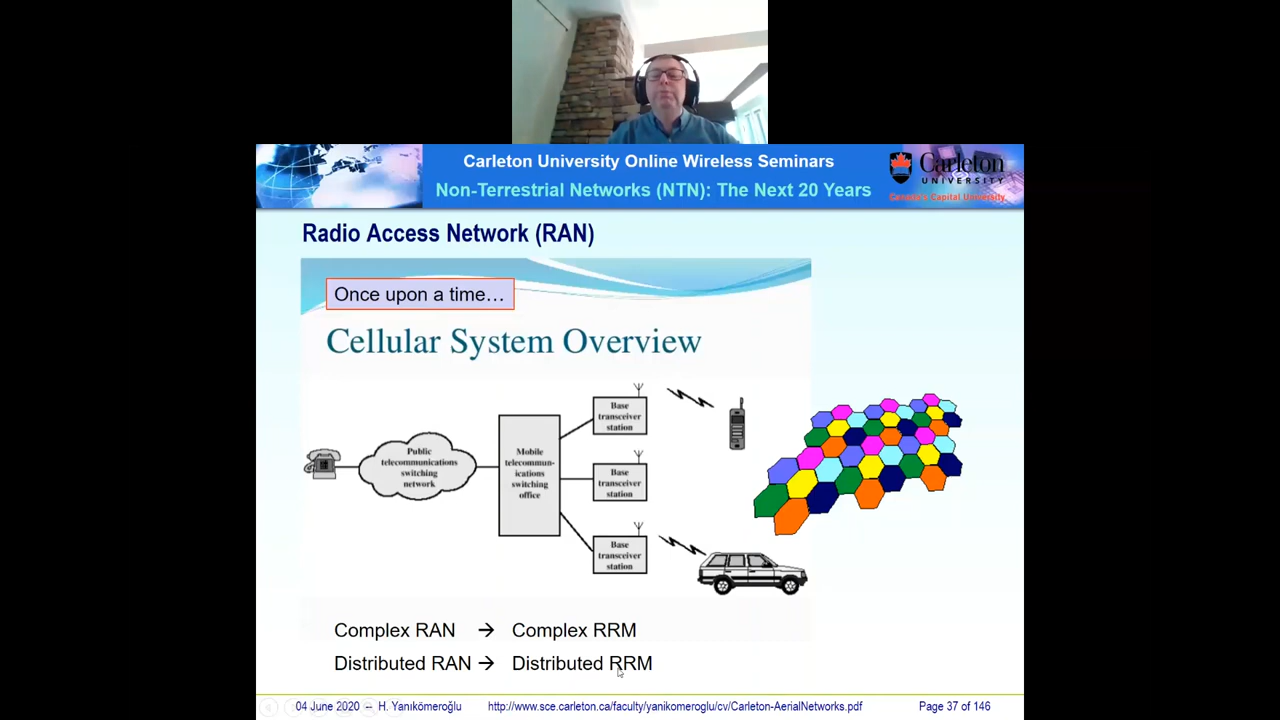 Carleton University Online Wireless Seminars
Non-Terrestrial Networks (NTN): The Next 20 Years
Carleton
UNIVERSITY
Canada's Capital University
Radio Access Network (RAN)
Once upon a time…
Cellular System Overview
Public
telecommunications
switching
network
Mobile
telecommun-
ications
switching
office
Base
transceiver
station
Base
transceiver
station
Base
transceiver
station
Complex RAN → Complex RRM
Distributed RAN → Distributed RRM
04 June 2020 -- H. Yanıkömeroğlu
http://www.sce.carleton.ca/faculty/yanikomeroglu/cv/Carleton-AerialNetworks.pdf
Page 37 of 146